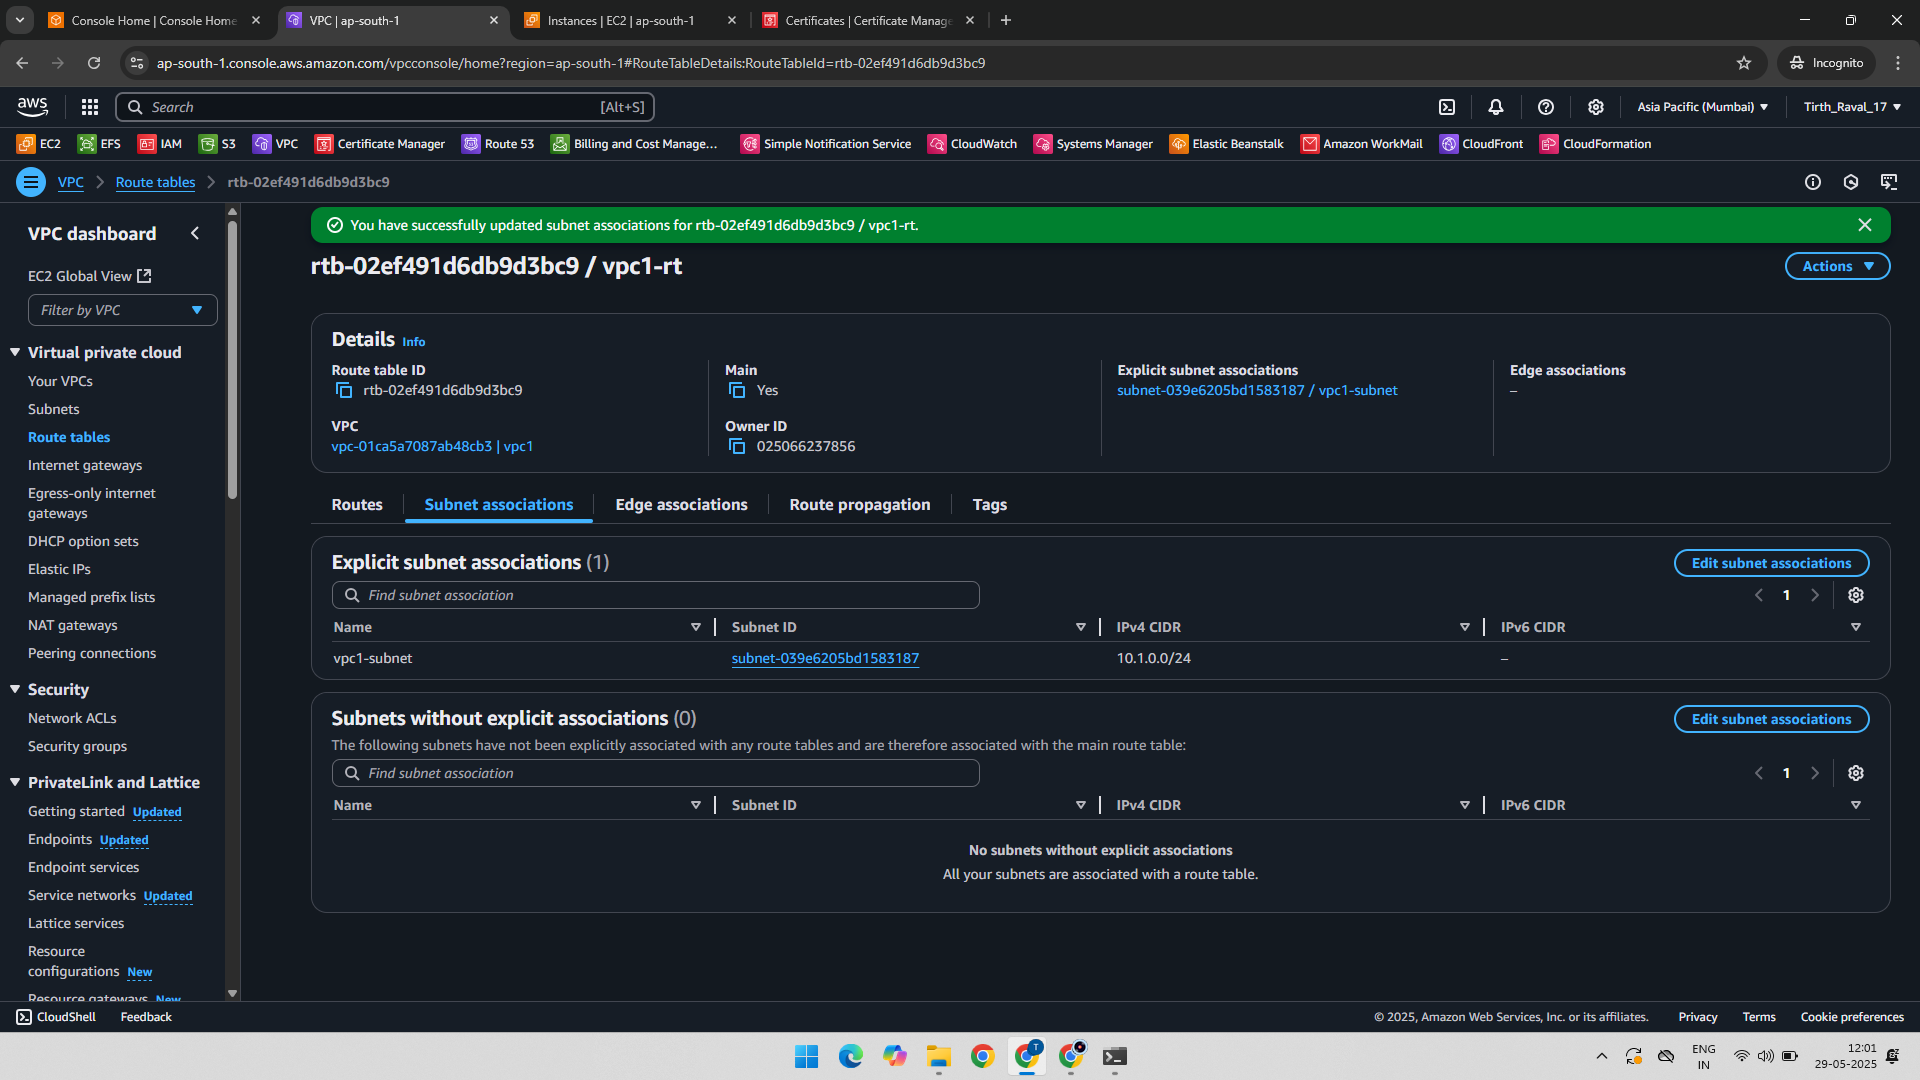 Console Home | Console Home
VPC | ap-south-1
Instances | EC2 | ap-south-1
Certificates | Certificate Manage
ap-south-1.console.aws.amazon.com/vpcconsole/home?region=ap-south-1#RouteTableDetails:RouteTableId=rtb-02ef491d6db9d3bc9
Incognito
aws
Search
[Alt+S]
Asia Pacific (Mumbai)
Tirth_Raval_17
EC2
EFS
IAM
S3
VPC
Certificate Manager
Route 53
Billing and Cost Manage...
Simple Notification Service
CloudWatch
Systems Manager
Elastic Beanstalk
Amazon WorkMail
CloudFront
CloudFormation
VPC
Route tables
rtb-02ef491d6db9d3bc9
VPC dashboard
EC2 Global View
Filter by VPC
Virtual private cloud
Your VPCs
Subnets
Route tables
Internet gateways
Egress-only internet
gateways
DHCP option sets
Elastic IPs
Managed prefix lists
NAT gateways
Peering connections
Security
Network ACLs
Security groups
PrivateLink and Lattice
Getting started Updated
Endpoints Updated
Endpoint services
Service networks Updated
Lattice services
Resource
configurations New
Resource gateways New
You have successfully updated subnet associations for rtb-02ef491d6db9d3bc9 / vpc1-rt.
rtb-02ef491d6db9d3bc9 / vpc1-rt
Actions
Details Info
Route table ID
rtb-02ef491d6db9d3bc9
VPC
vpc-01ca5a7087ab48cb3 | vpc1
Main
Yes
Owner ID
025066237856
Explicit subnet associations
subnet-039e6205bd1583187 / vpc1-subnet
Edge associations
–
Routes
Subnet associations
Edge associations
Route propagation
Tags
Explicit subnet associations (1)
Edit subnet associations
Find subnet association
1
Name
Subnet ID
IPv4 CIDR
IPv6 CIDR
vpc1-subnet
subnet-039e6205bd1583187
10.1.0.0/24
–
Subnets without explicit associations (0)
Edit subnet associations
The following subnets have not been explicitly associated with any route tables and are therefore associated with the main route table:
Find subnet association
1
Name
Subnet ID
IPv4 CIDR
IPv6 CIDR
No subnets without explicit associations
All your subnets are associated with a route table.
CloudShell
Feedback
© 2025, Amazon Web Services, Inc. or its affiliates.
Privacy
Terms
Cookie preferences
T
ENG
IN
12:01
29-05-2025